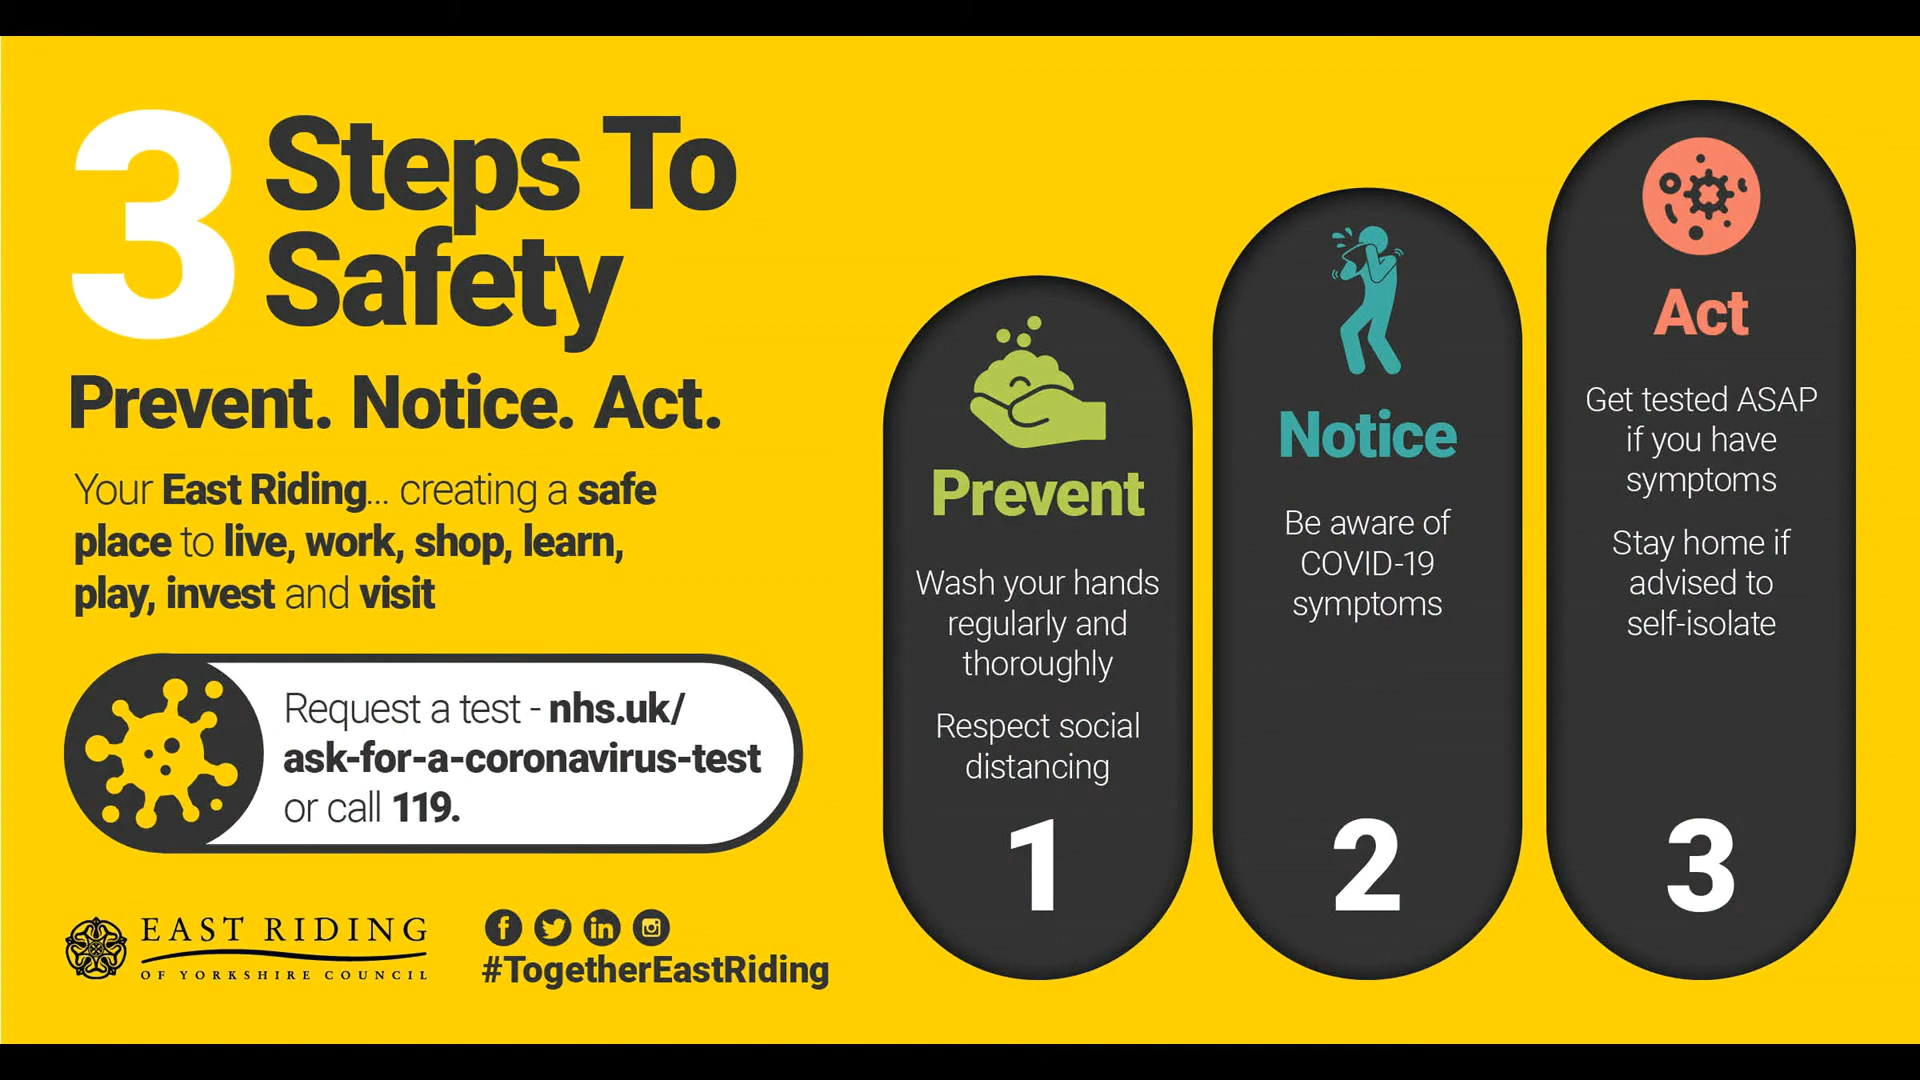 3
Steps To
Safety
Prevent. Notice. Act.
Your East Riding... creating a safe
place to live, work, shop, learn,
play, invest and visit
Request a test - nhs.uk/
ask-for-a-coronavirus-test
or call 119.
EAST RIDING
OF YORKSHIRE COUNCIL
#TogetherEastRiding
Prevent
Wash your hands
regularly and
thoroughly
Respect social
distancing
1
Notice
Be aware of
COVID-19
symptoms
2
Act
Get tested ASAP
if you have
symptoms
Stay home if
advised to
self-isolate
3